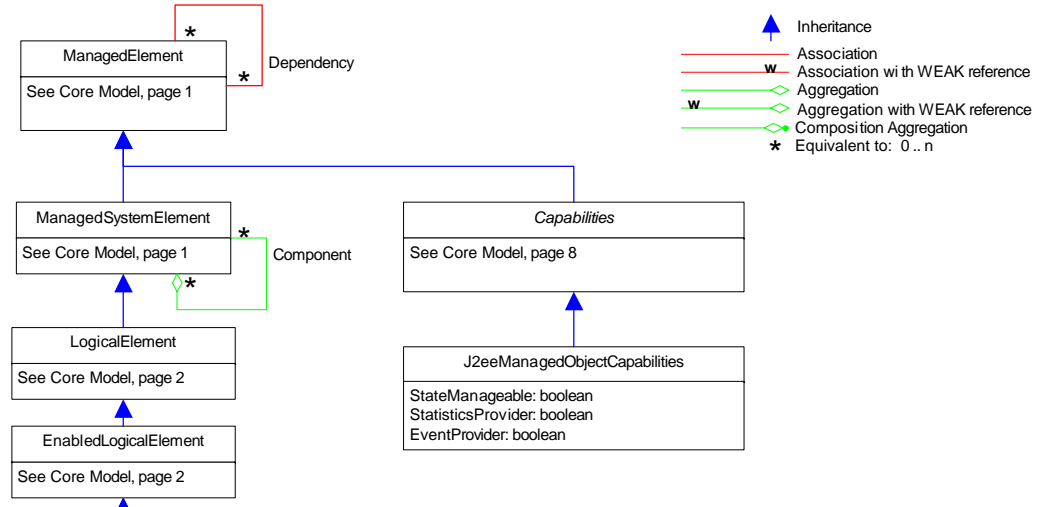 ManagedElement
See Core Model, page 1
*
*
Dependency
Inheritance
Association
w
Association with WEAK reference
Aggregation
w
Aggregation with WEAK reference
Composition Aggregation
* Equivalent to: 0 .. n
ManagedSystemElement
See Core Model, page 1
*
*
Component
Capabilities
See Core Model, page 8
LogicalElement
See Core Model, page 2
J2eeManagedObjectCapabilities
StateManageable: boolean
StatisticsProvider: boolean
EventProvider: boolean
EnabledLogicalElement
See Core Model, page 2